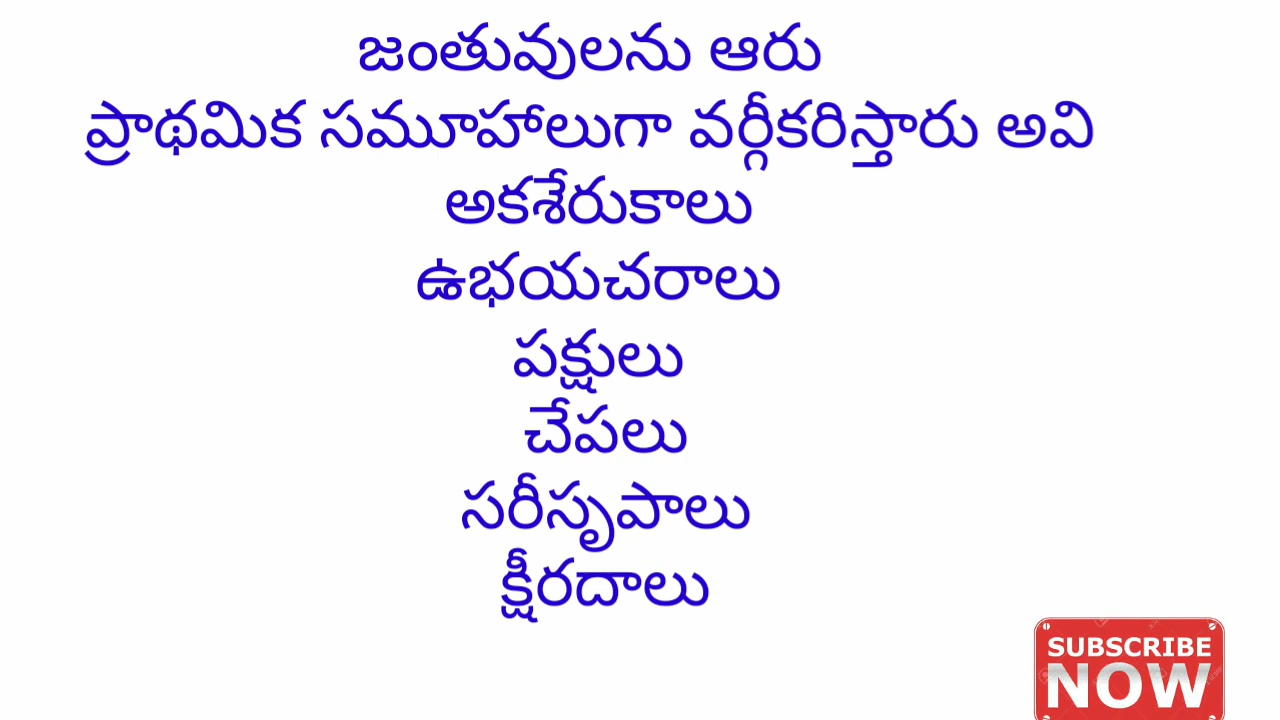 జంతువులను ఆరు
ప్రాథమిక సమూహాలుగా వర్గీకరిస్తారు అవి
అకశేరుకాలు
ఉభయచరాలు
పక్షులు
చేపలు
సరీసృపాలు
క్షీరదాలు
SUBSCRIBE
NOW